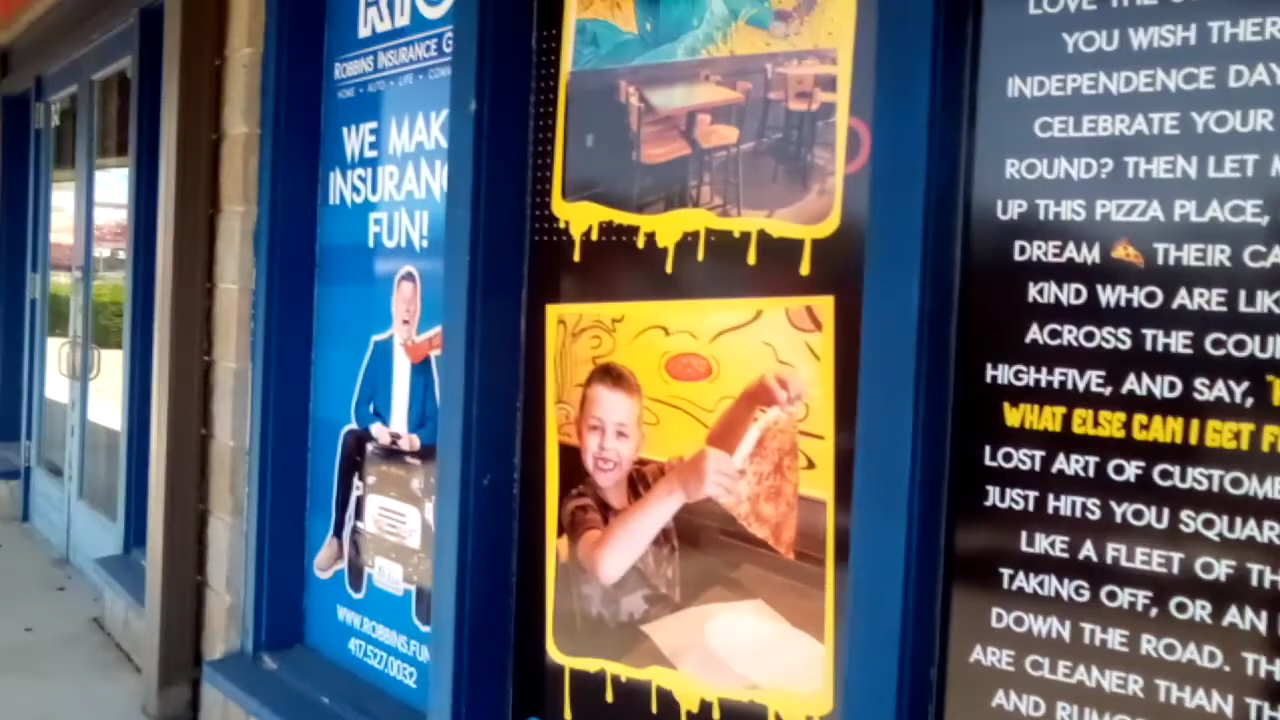 ROBBINS INSURANCE G
HOME • AUTO • LIFE • COM
WE MAK
INSURAN
FUN!
WWW.ROBBINS.FUN
417.527.0032
LOVE THE
YOU WISH THER
INDEPENDENCE DAY
CELEBRATE YOUR
ROUND? THEN LET
UP THIS PIZZA PLACE,
DREAM 🍕 THEIR CA
KIND WHO ARE LIK
ACROSS THE COU
HIGH-FIVE, AND SAY,
WHAT ELSE CAN I GET F
LOST ART OF CUSTOME
JUST HITS YOU SQUAR
LIKE A FLEET OF TH
TAKING OFF, OR AN
DOWN THE ROAD. TH
ARE CLEANER THAN TH
AND RUMO